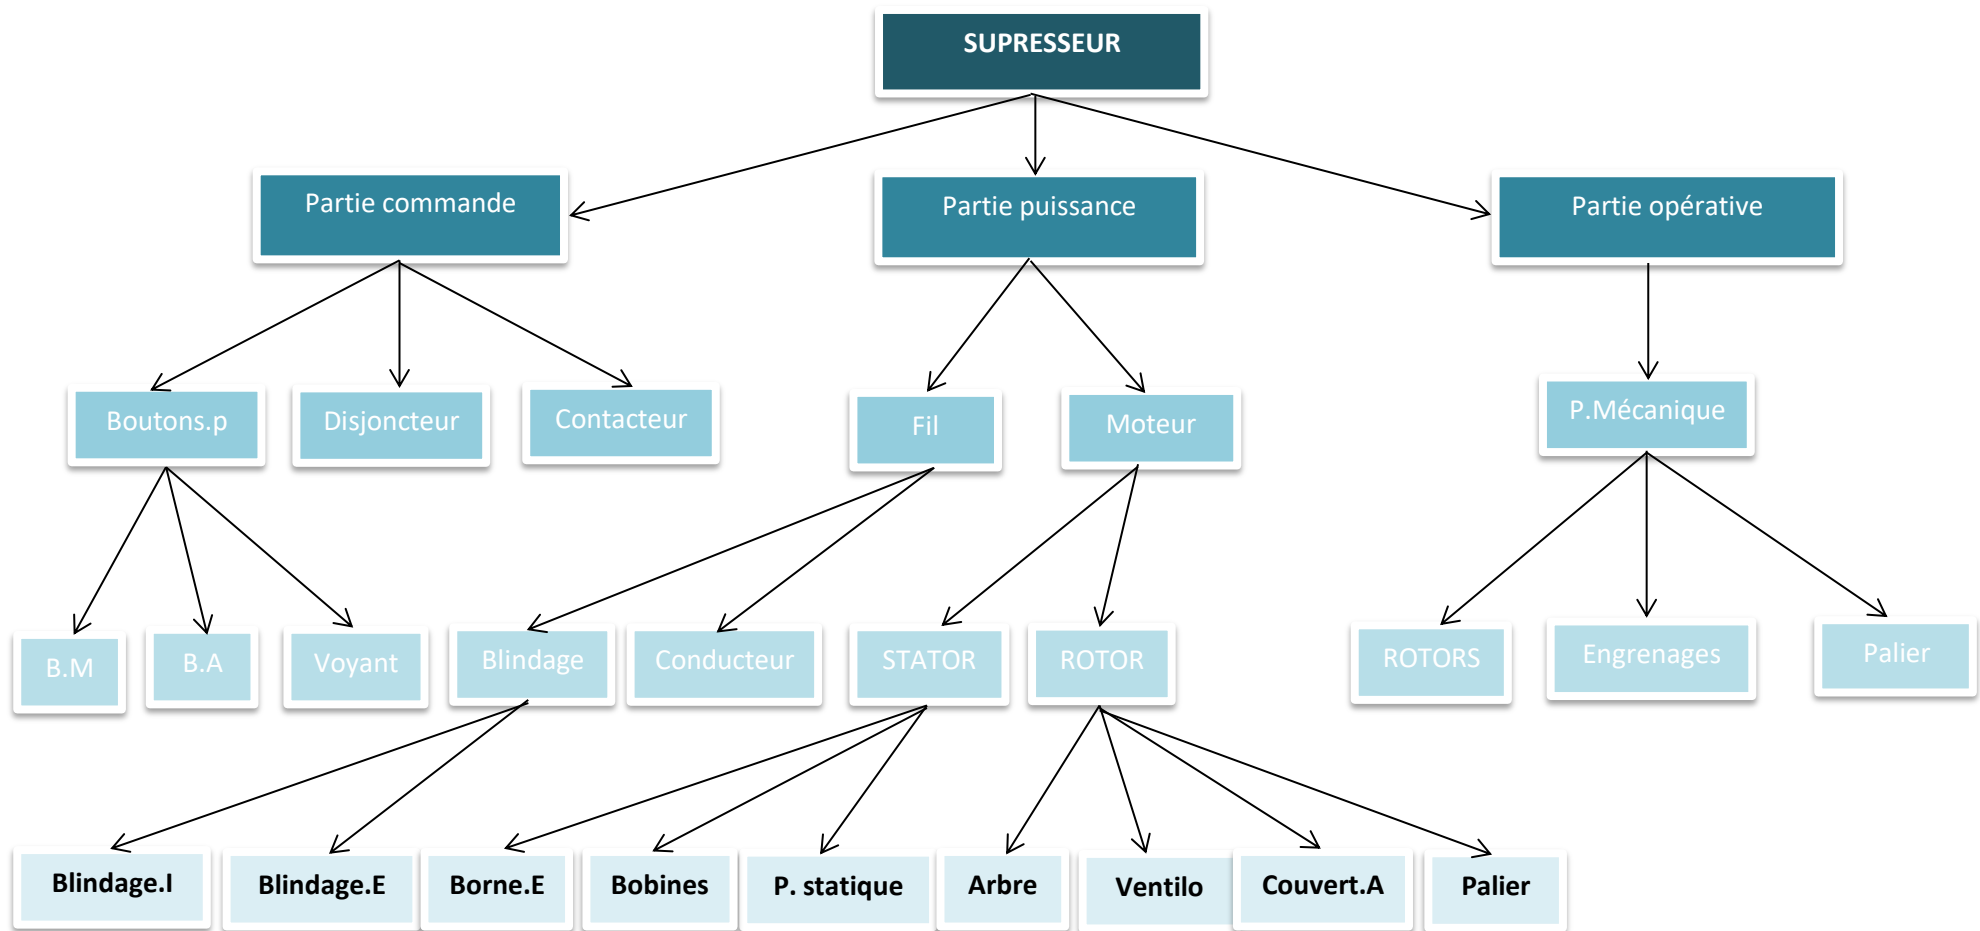 SUPRESSEUR
Partie commande
Partie puissance
Partie opérative
Boutons.p
Disjoncteur
Contacteur
Fil
Moteur
P.Mécanique
B.M
B.A
Voyant
Blindage
Conducteur
STATOR
ROTOR
ROTORS
Engrenages
Palier
Blindage.I
Blindage.E
Borne.E
Bobines
P. statique
Arbre
Ventilo
Couvert.A
Palier